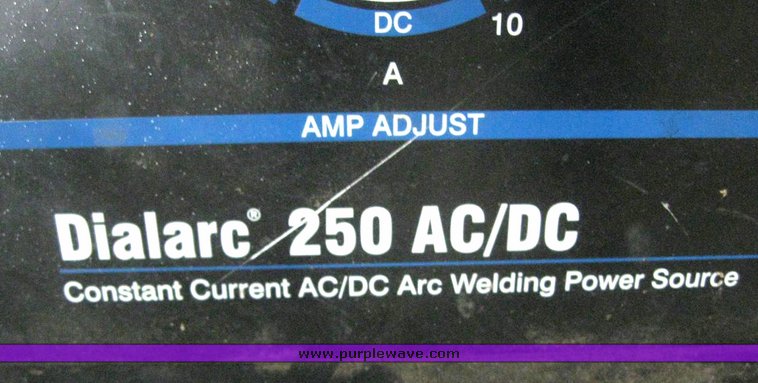 DC 10
A
AMP ADJUST
Dialarc® 250 AC/DC
Constant Current AC/DC Arc Welding Power Source
www.purplewave.com